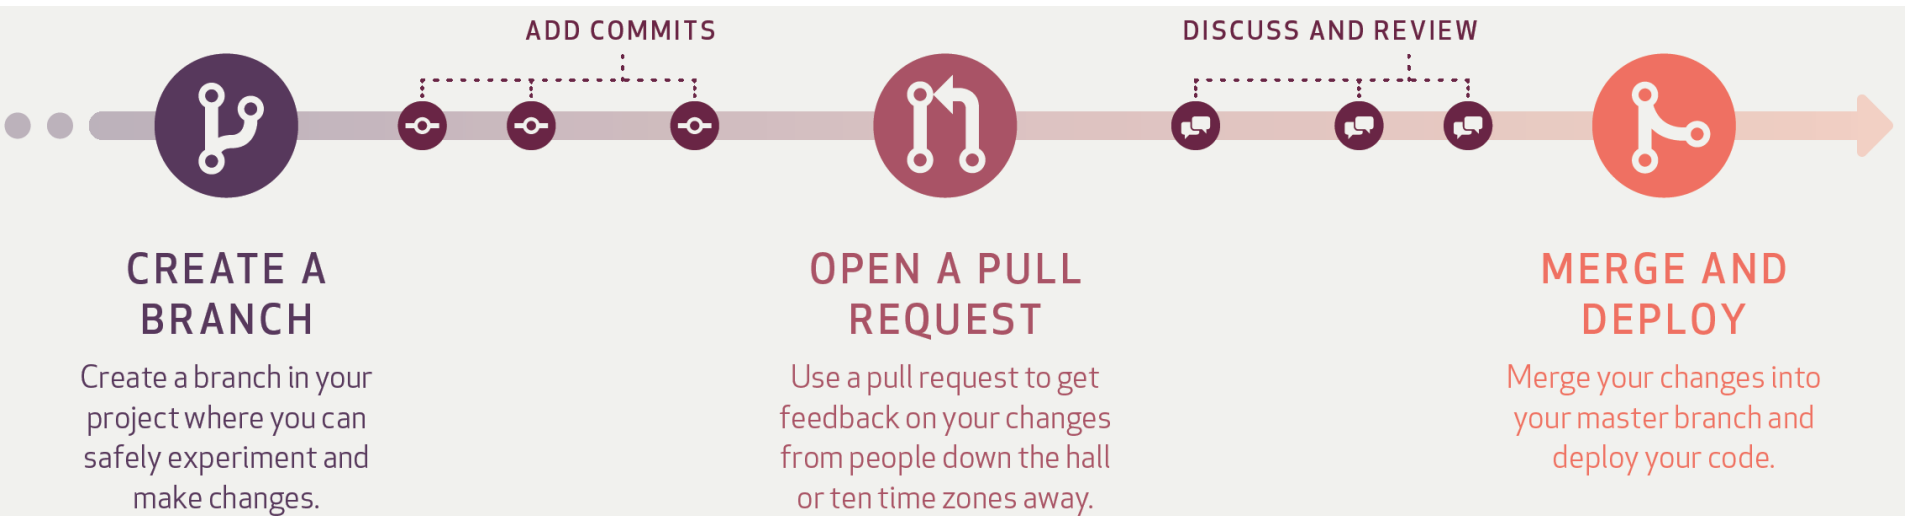 ADD COMMITS
DISCUSS AND REVIEW
CREATE A
BRANCH
Create a branch in your
project where you can
safely experiment and
make changes.
OPEN A PULL
REQUEST
Use a pull request to get
feedback on your changes
from people down the hall
or ten time zones away.
MERGE AND
DEPLOY
Merge your changes into
your master branch and
deploy your code.